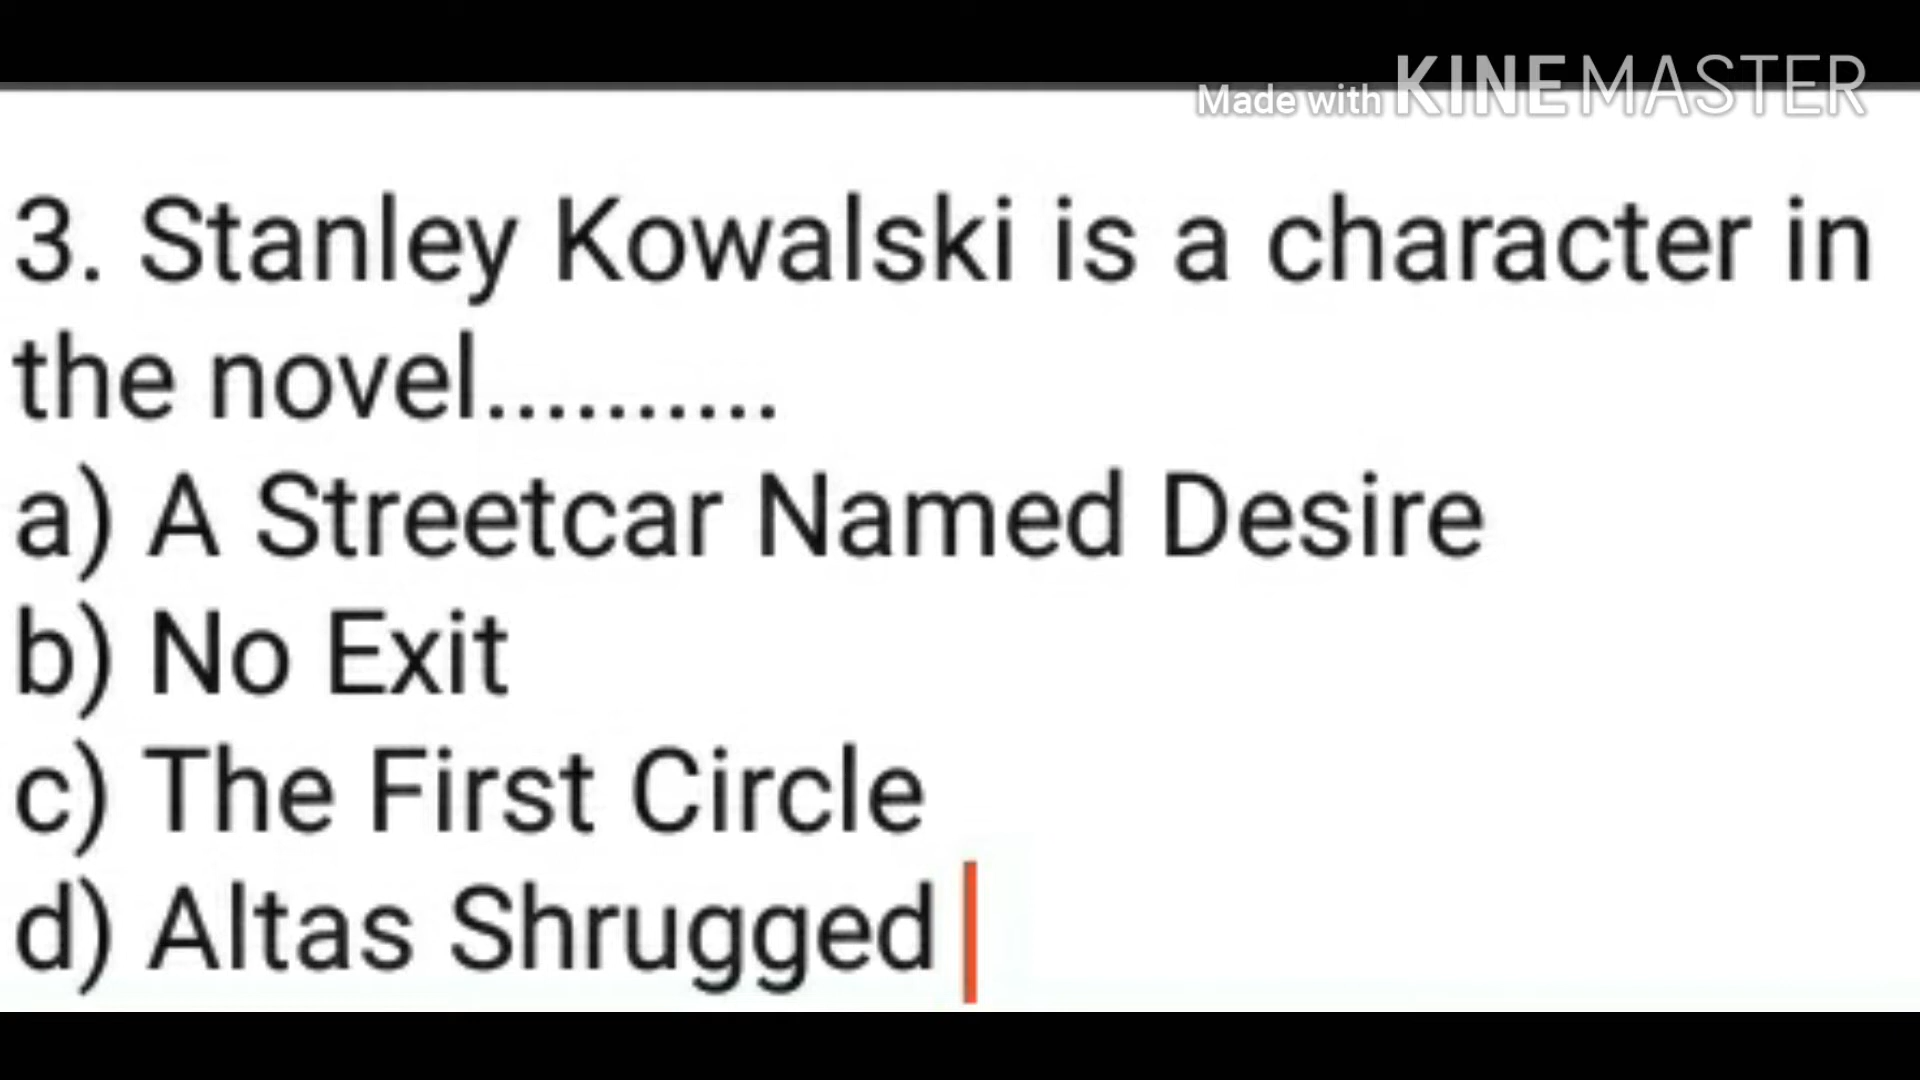 Made with KINEMASTER
3. Stanley Kowalski is a character in
the novel..........
a) A Streetcar Named Desire
b) No Exit
c) The First Circle
d) Altas Shrugged